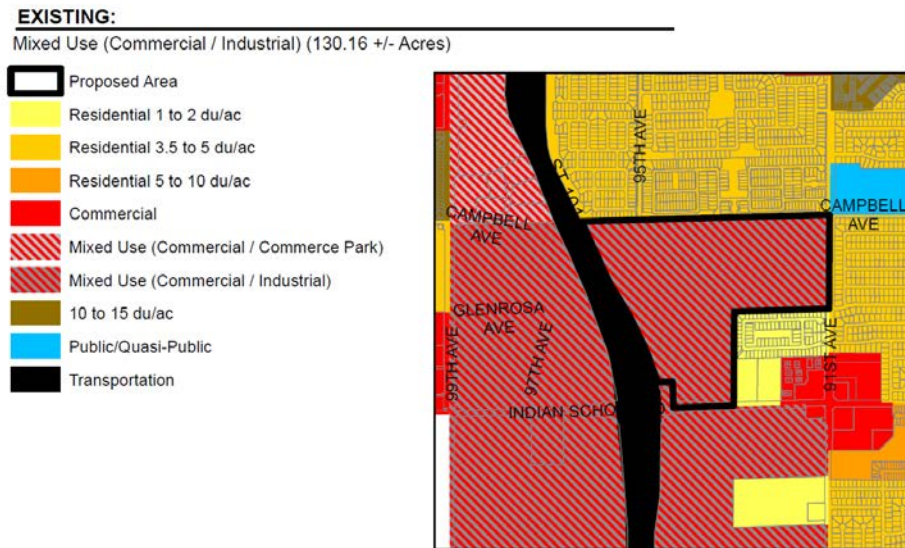 EXISTING:
Mixed Use (Commercial / Industrial) (130.16 +/- Acres)
Proposed Area
Residential 1 to 2 du/ac
Residential 3.5 to 5 du/ac
Residential 5 to 10 du/ac
Commercial
Mixed Use (Commercial / Commerce Park)
Mixed Use (Commercial / Industrial)
10 to 15 du/ac
Public/Quasi-Public
Transportation
95TH AVE
CAMPBELL
AVE
CAMPBELL
AVE
GLENROSA
AVE
99TH AVE
97TH AVE
91ST AVE
INDIAN SCHO